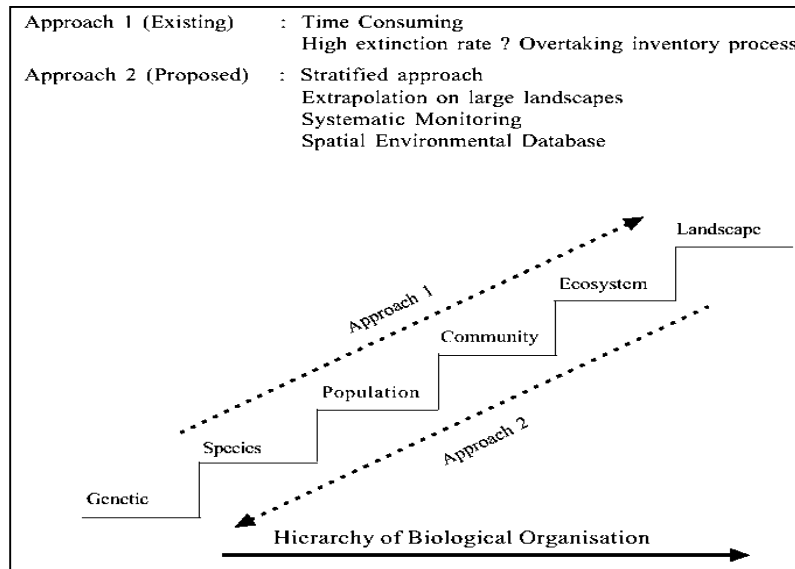 Approach 1 (Existing) : Time Consuming
High extinction rate ? Overtaking inventory process
Approach 2 (Proposed) : Stratified approach
Extrapolation on large landscapes
Systematic Monitoring
Spatial Environmental Database
Landscape
Ecosystem
Approach 1
Community
Population
Approach 2
Species
Genetic
Hierarchy of Biological Organisation